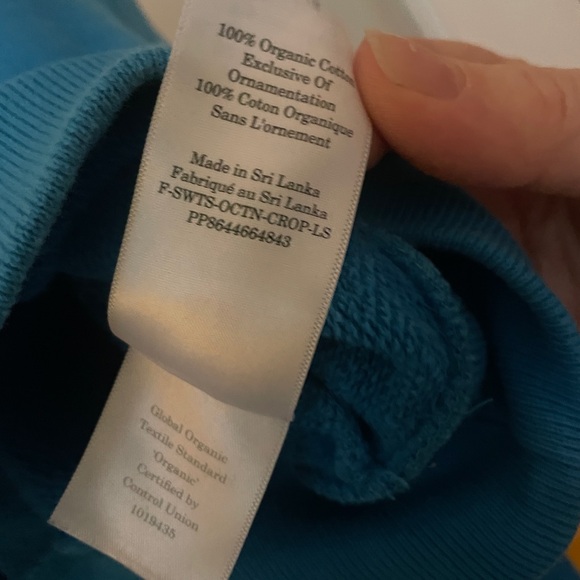 100% Organic Cotton
Exclusive Of
Ornamentation
100% Coton Organique
Sans L'ornement
Made in Sri Lanka
Fabriqué au Sri Lanka
F-SWTS-OCTN-CROP-LS
PP8644664843
Global Organic
Textile Standard
'Organic'
Certified by
Control Union
1019435